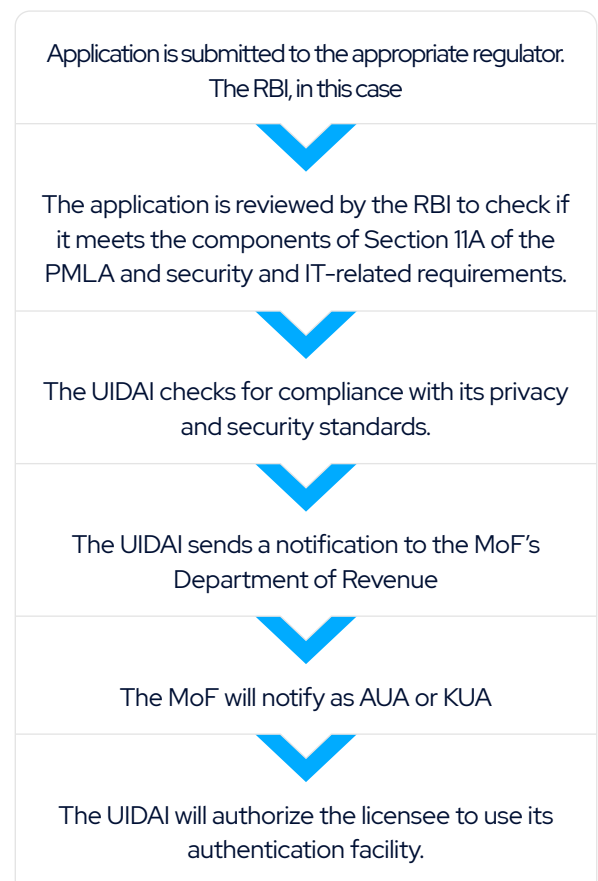 Application is submitted to the appropriate regulator.
The RBI, in this case
The application is reviewed by the RBI to check if
it meets the components of Section 11A of the
PMLA and security and IT-related requirements.
The UIDAI checks for compliance with its privacy
and security standards.
The UIDAI sends a notification to the MoF’s
Department of Revenue
The MoF will notify as AUA or KUA
The UIDAI will authorize the licensee to use its
authentication facility.